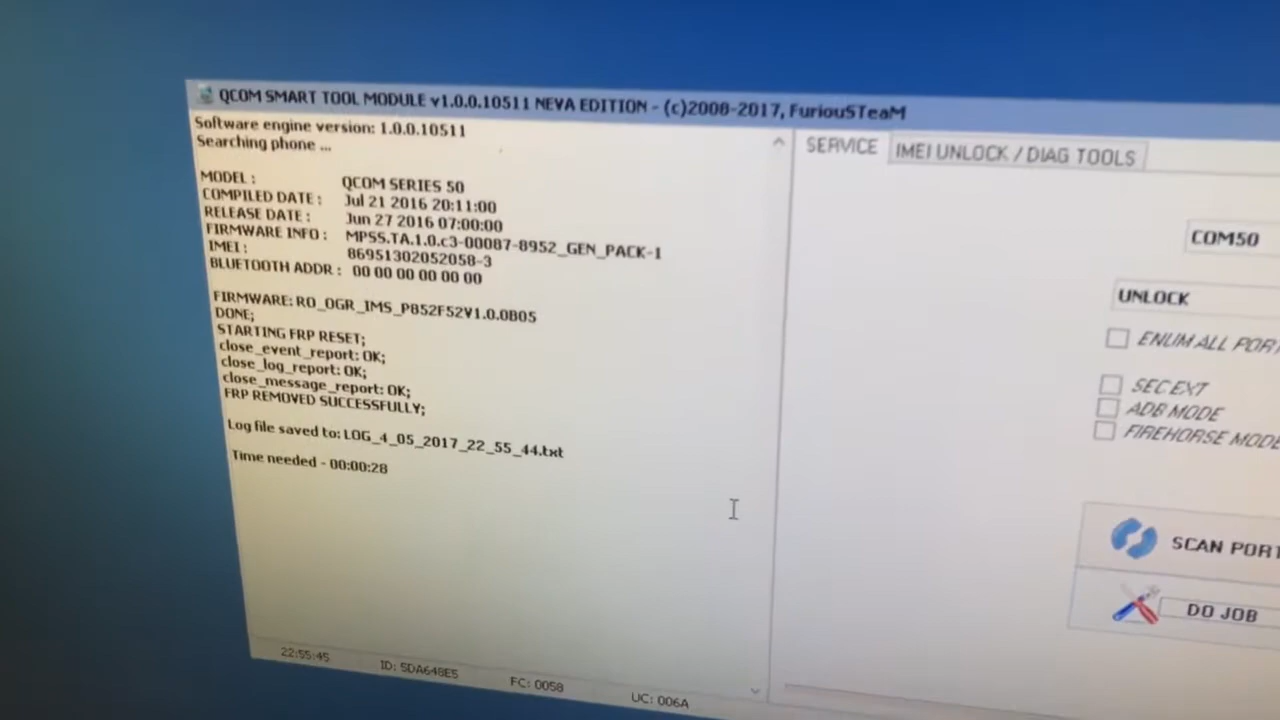 QCOM SMART TOOL MODULE v1.0.0.10511 NEVA EDITION - (c)2008-2017, FuriousTeaM
Software engine version: 1.0.0.10511
Searching phone ...
MODEL : QCOM SERIES 50
COMPILED DATE : Jul 21 2016 20:11:00
RELEASE DATE : Jun 27 2016 07:00:00
FIRMWARE INFO : MPSS.TA.1.0.c3-00087-8952_GEN_PACK-1
IMEI : 86951302052058-3
BLUETOOTH ADDR : 00 00 00 00 00 00
FIRMWARE: RO_OGR_IMS_P852F52V1.0.0B05
DONE;
STARTING FRP RESET;
close_event_report: OK;
close_log_report: OK;
close_message_report: OK;
FRP REMOVED SUCCESSFULLY;
Log file saved to: LOG_4_05_2017_22_55_44.txt
Time needed - 00:00:28
22:55:45 ID: 5DA648E5 FC: 0058 UC: 006A
SERVICE IMEI UNLOCK / DIAG TOOLS
COM50
UNLOCK
ENUM ALL PORT
SEC EXT
ADB MODE
FIREHORSE MODE
SCAN PORT
DO JOB